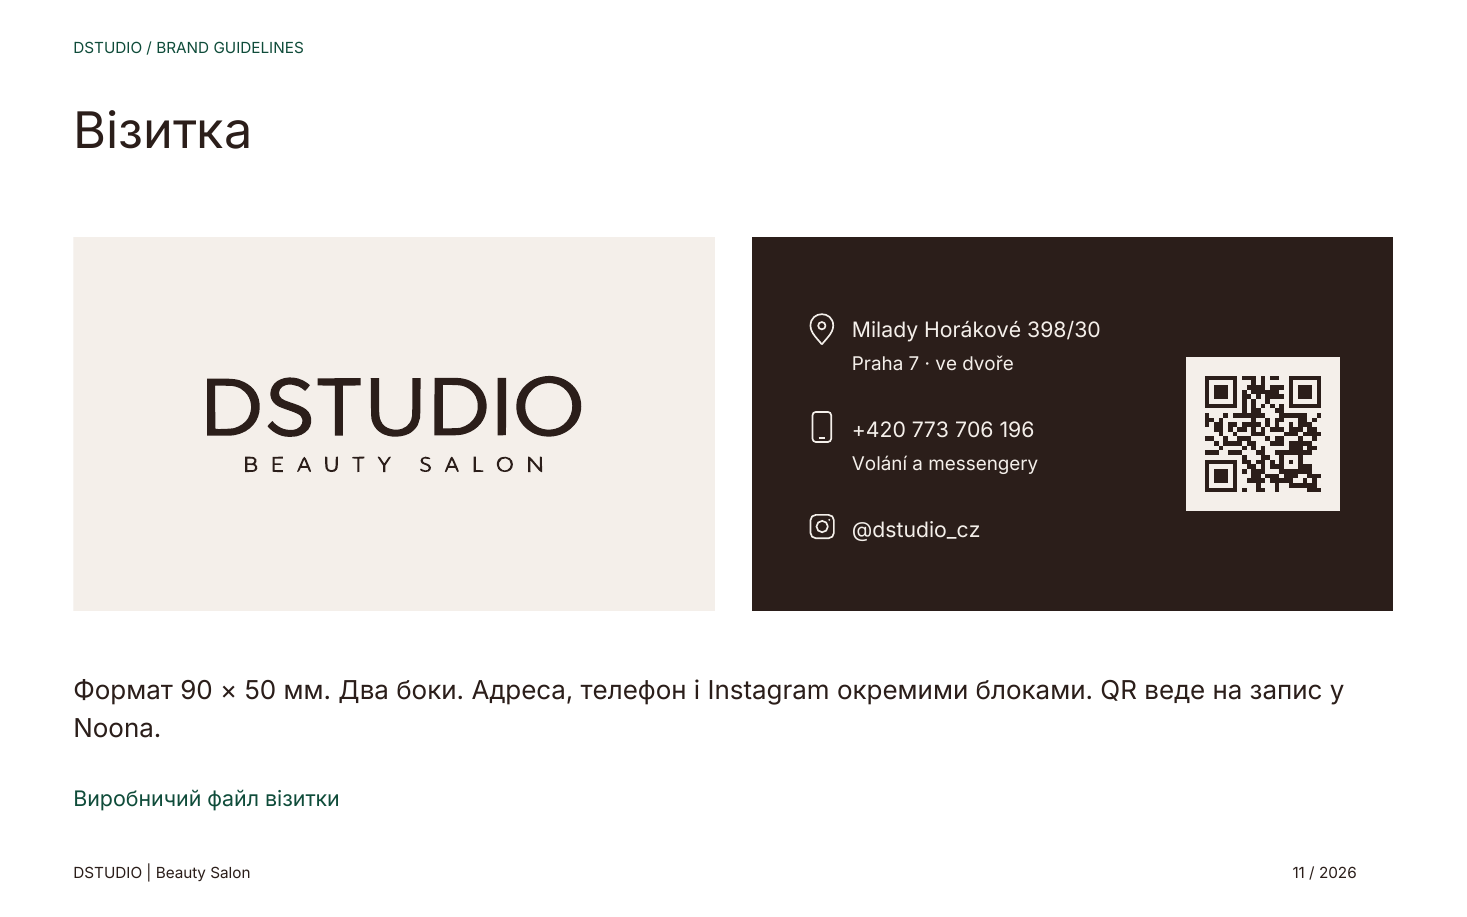 DSTUDIO / BRAND GUIDELINES
Візитка
DSTUDIO
BEAUTY SALON
Milady Horákové 398/30
Praha 7 · ve dvoře
+420 773 706 196
Volání a messengery
@dstudio_cz
Формат 90 × 50 мм. Два боки. Адреса, телефон і Instagram окремими блоками. QR веде на запис у
Noona.
Виробничий файл візитки
DSTUDIO | Beauty Salon
11 / 2026